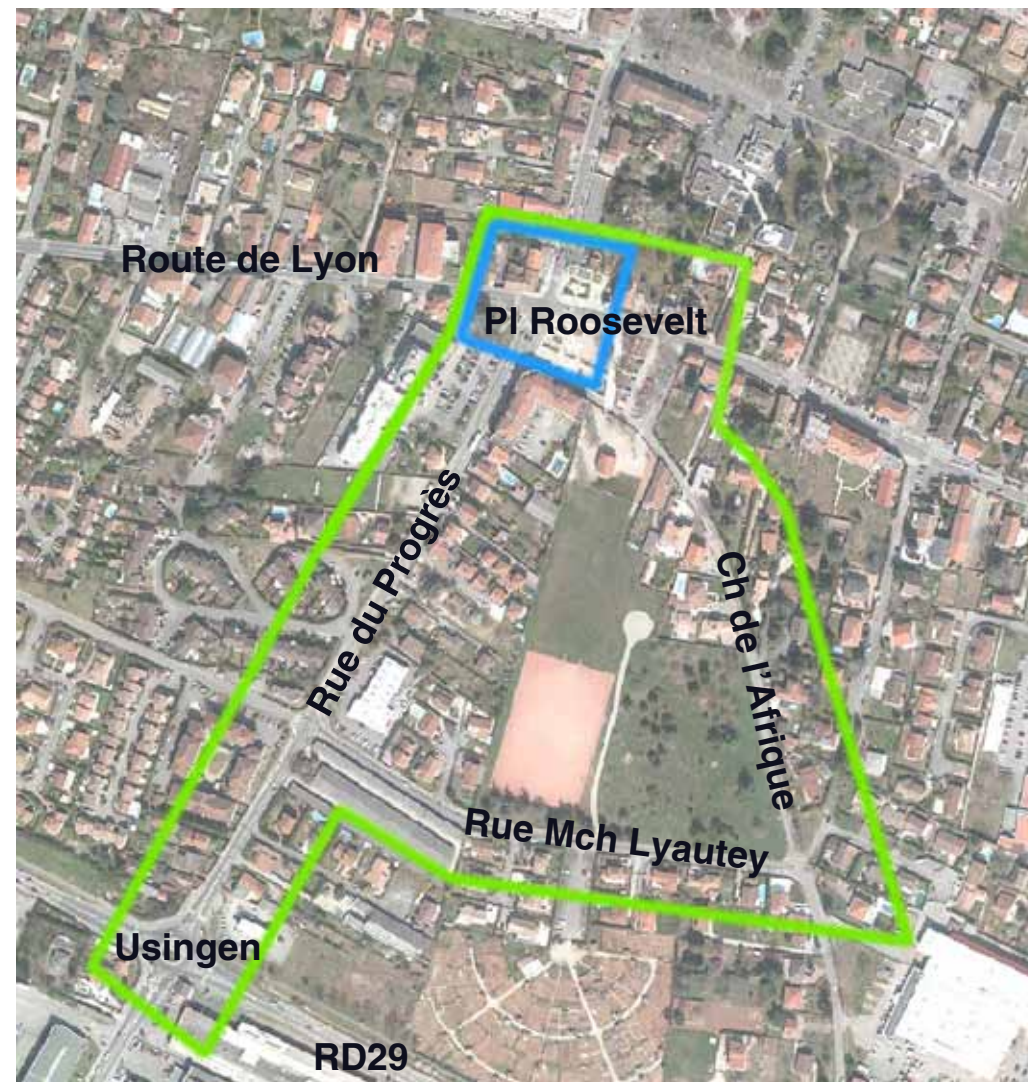 Route de Lyon
Pl Roosevelt
Rue du Progrès
Ch de l'Afrique
Rue Mch Lyautey
Usingen
RD29